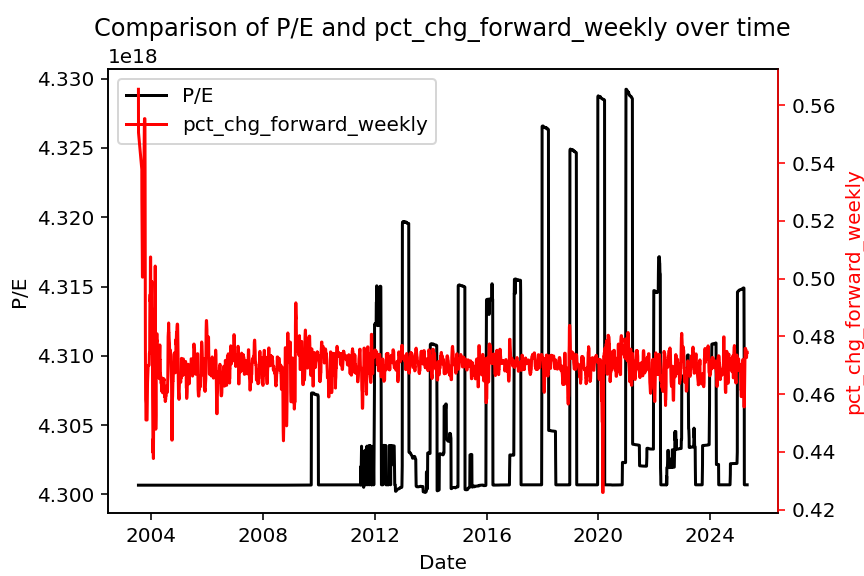 Comparison of P/E and pct_chg_forward_weekly over time
1e18
P/E
pct_chg_forward_weekly
4.330
4.325
4.320
4.315
4.310
4.305
4.300
P/E
0.56
0.54
0.52
0.50
0.48
0.46
0.44
0.42
pct_chg_forward_weekly
2004 2008 2012 2016 2020 2024
Date